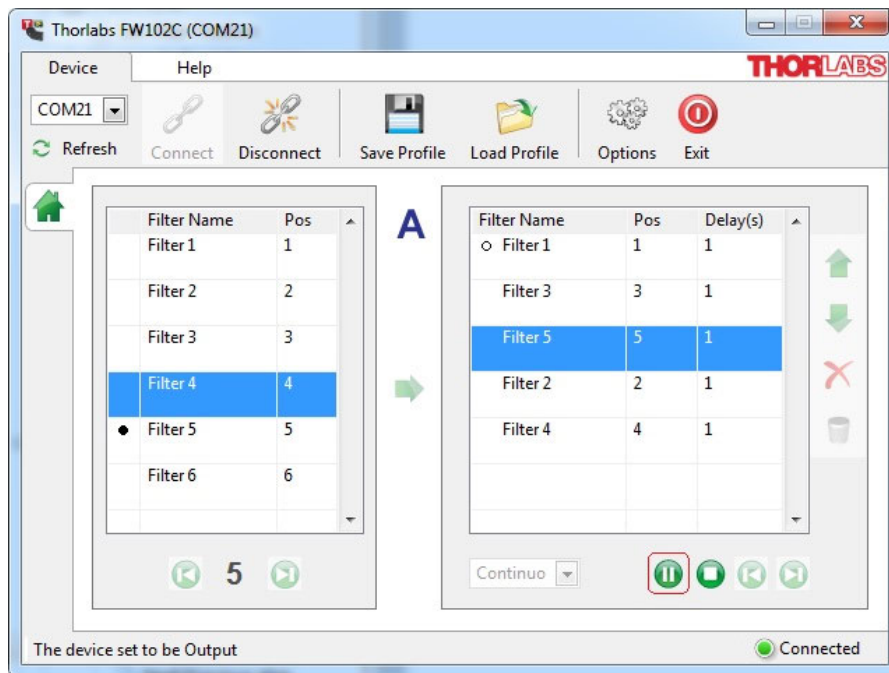 Thorlabs FW102C (COM21)
Device Help
THORLABS
COM21
Refresh Connect Disconnect Save Profile Load Profile Options Exit
Filter Name Pos
Filter 1 1
Filter 2 2
Filter 3 3
Filter 4 4
Filter 5 5
Filter 6 6
5
A
Filter Name Pos Delay(s)
Filter 1 1 1
Filter 3 3 1
Filter 5 5 1
Filter 2 2 1
Filter 4 4 1
Continuo
The device set to be Output Connected